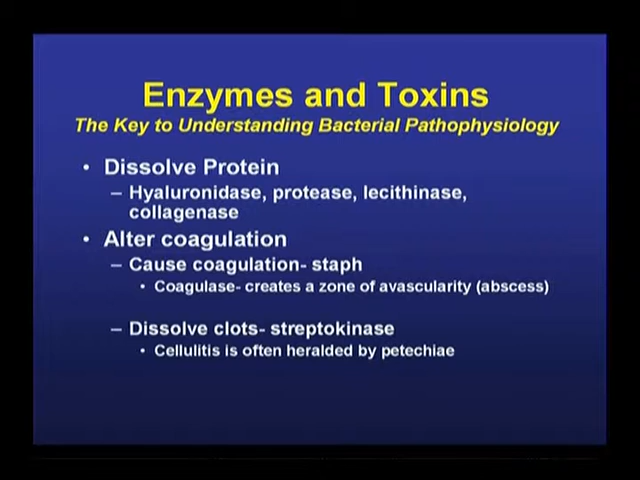 Enzymes and Toxins
The Key to Understanding Bacterial Pathophysiology
• Dissolve Protein
– Hyaluronidase, protease, lecithinase,
collagenase
• Alter coagulation
– Cause coagulation- staph
• Coagulase- creates a zone of avascularity (abscess)
– Dissolve clots- streptokinase
• Cellulitis is often heralded by petechiae